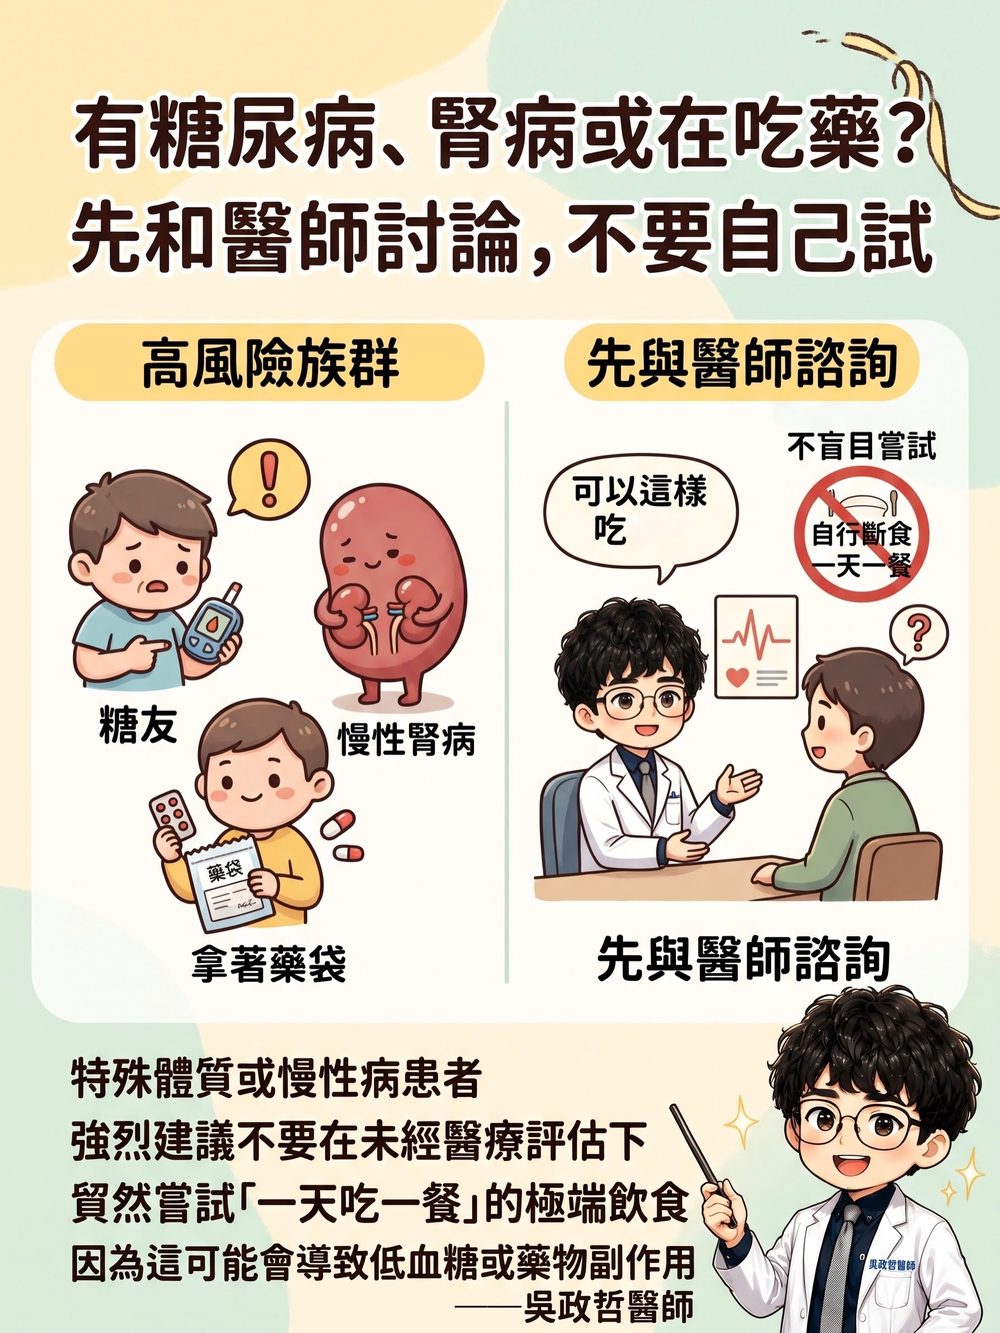 有糖尿病、腎病或在吃藥？
先和醫師討論，不要自己試
高風險族群
糖友
慢性腎病
藥袋
拿著藥袋
先與醫師諮詢
不盲目嘗試
可以這樣
吃
自行斷食
一天一餐
先與醫師諮詢
特殊體質或慢性病患者
強烈建議不要在未經醫療評估下
貿然嘗試「一天吃一餐」的極端飲食
因為這可能會導致低血糖或藥物副作用
——吳政哲醫師
吳政哲醫師